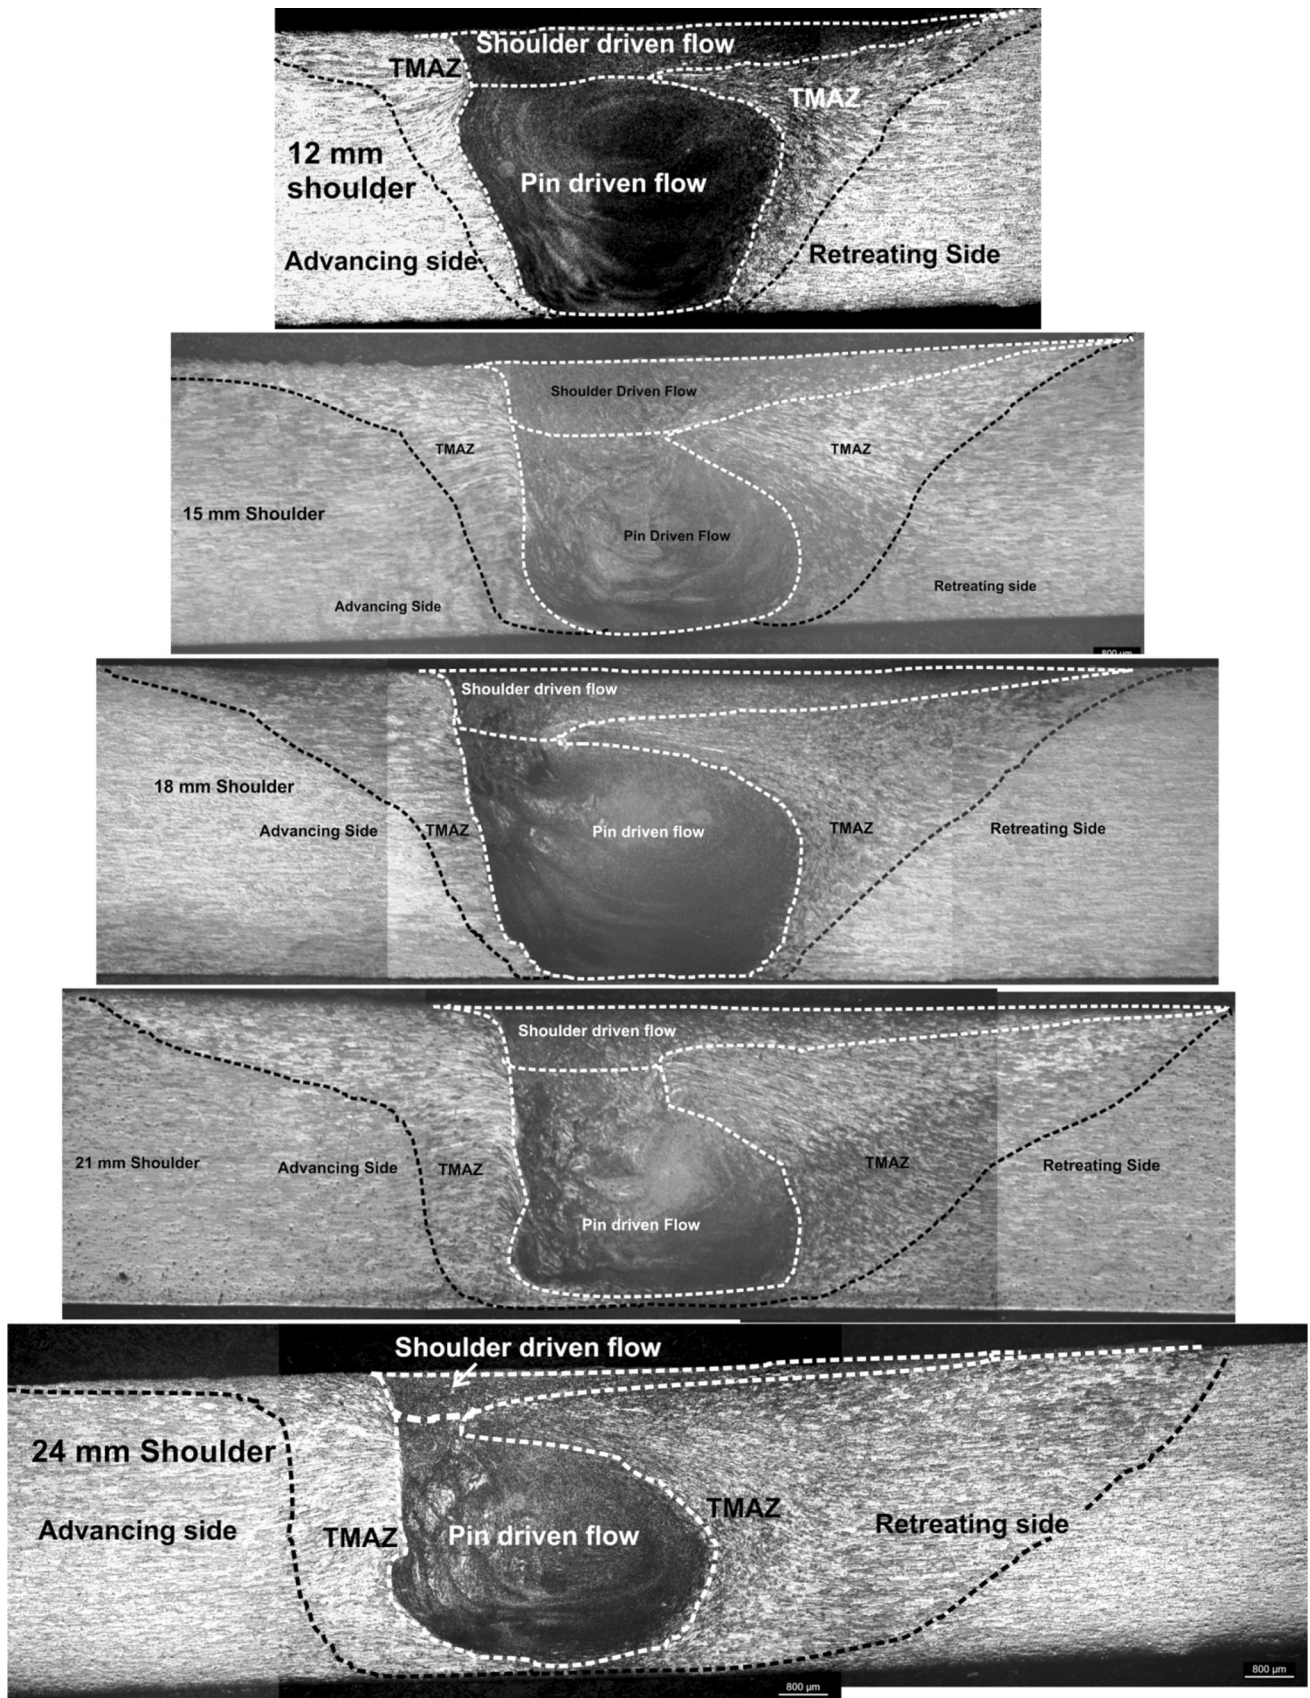 Shoulder driven flow
TMAZ
TMAZ
12 mm
shoulder
Pin driven flow
Advancing side
Retreating Side
Shoulder Driven Flow
TMAZ
TMAZ
15 mm Shoulder
Pin Driven Flow
Advancing Side
Retreating side
800 µm
Shoulder driven flow
18 mm Shoulder
Advancing Side
TMAZ
Pin driven flow
TMAZ
Retreating Side
Shoulder driven flow
21 mm Shoulder
Advancing Side
TMAZ
TMAZ
Retreating Side
Pin driven Flow
Shoulder driven flow
24 mm Shoulder
Advancing side
TMAZ
Pin driven flow
TMAZ
Retreating side
800 µm
800 µm